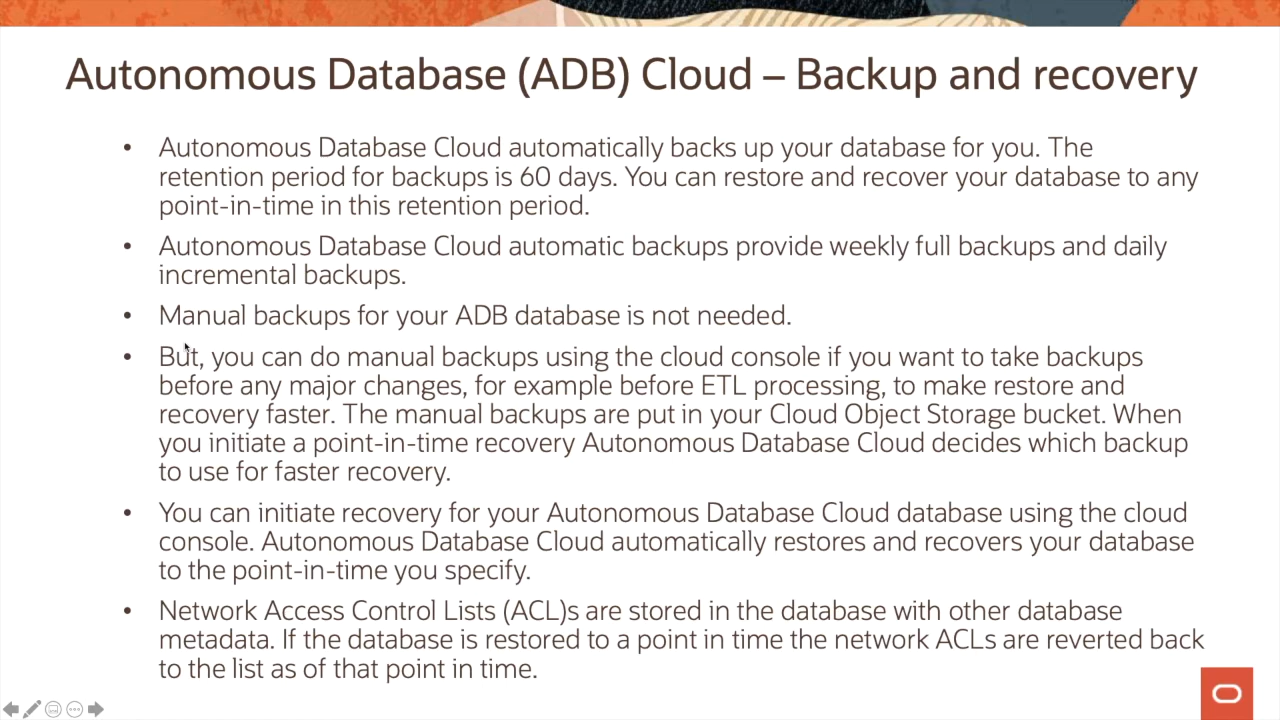 Autonomous Database (ADB) Cloud – Backup and recovery
• Autonomous Database Cloud automatically backs up your database for you. The
retention period for backups is 60 days. You can restore and recover your database to any
point-in-time in this retention period.
• Autonomous Database Cloud automatic backups provide weekly full backups and daily
incremental backups.
• Manual backups for your ADB database is not needed.
• But, you can do manual backups using the cloud console if you want to take backups
before any major changes, for example before ETL processing, to make restore and
recovery faster. The manual backups are put in your Cloud Object Storage bucket. When
you initiate a point-in-time recovery Autonomous Database Cloud decides which backup
to use for faster recovery.
• You can initiate recovery for your Autonomous Database Cloud database using the cloud
console. Autonomous Database Cloud automatically restores and recovers your database
to the point-in-time you specify.
• Network Access Control Lists (ACL)s are stored in the database with other database
metadata. If the database is restored to a point in time the network ACLs are reverted back
to the list as of that point in time.